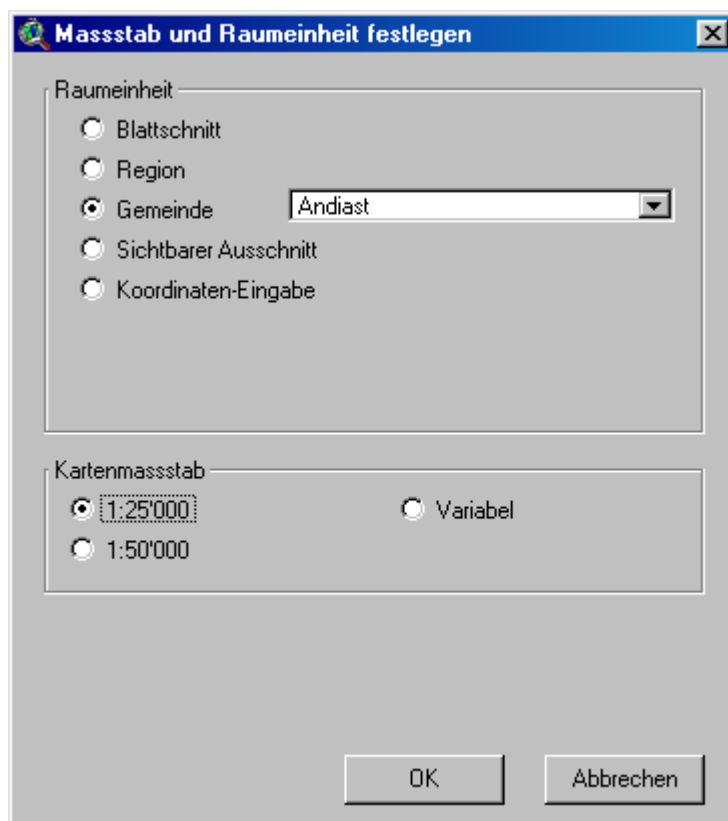 Massstab und Raumeinheit festlegen
Raumeinheit
Blattschnitt
Region
Gemeinde Andiast
Sichtbarer Ausschnitt
Koordinaten-Eingabe
Kartenmassstab
1:25'000 Variabel
1:50'000
OK Abbrechen